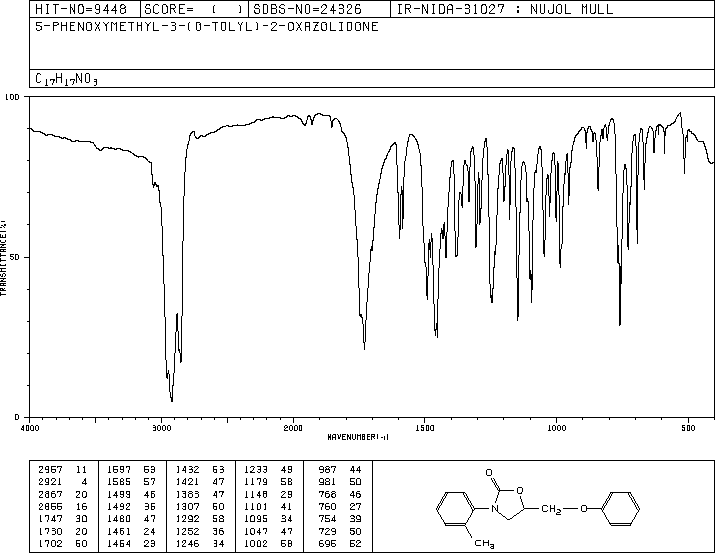 HIT-NO=9448 SCORE= ( ) SDBS-NO=24326 IR-NIDA-31027 : NUJOL MULL
5-PHENOXYMETHYL-3-(O-TOLYL)-2-OXAZOLIDONE
C17H17NO3
100
50
0
TRANSMITTANCE(%)
4000 3000 2000 1500 1000 500
WAVENUMBER(-1)
2957 11 1597 53 1432 53 1233 49 987 44
2921 4 1585 57 1421 47 1179 58 981 50
2867 20 1499 46 1383 47 1148 29 768 46
2855 16 1492 36 1307 50 1101 41 760 27
1747 30 1480 47 1292 58 1095 34 754 39
1730 20 1461 24 1252 36 1047 47 729 50
1702 50 1454 23 1246 34 1002 58 695 52
O
O
N
CH2
O
CH3